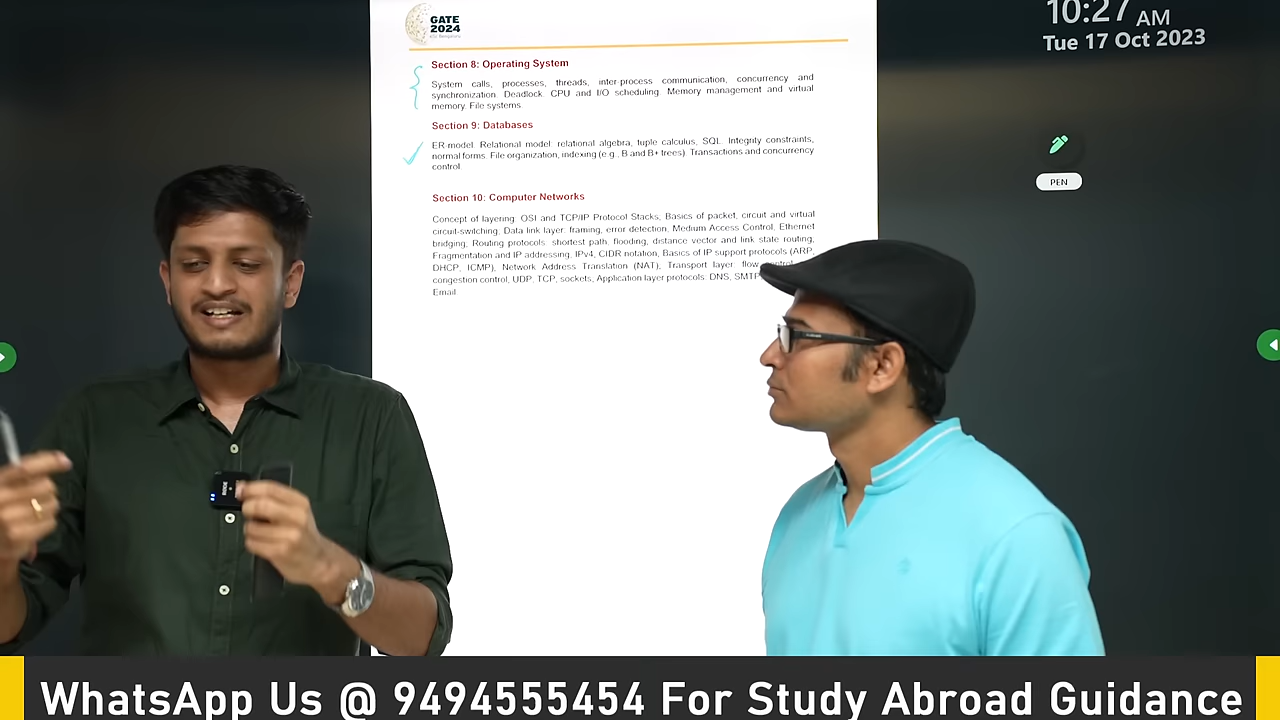 GATE
2024
IISc Bengaluru
10:27 AM
Tue 17 Oct 2023
Section 8: Operating System
System calls, processes, threads, inter-process communication, concurrency and
synchronization. Deadlock. CPU and I/O scheduling. Memory management and virtual
memory. File systems.
Section 9: Databases
ER-model. Relational model: relational algebra, tuple calculus, SQL. Integrity constraints,
normal forms. File organization, indexing (e.g., B and B+ trees). Transactions and concurrency
control.
PEN
Section 10: Computer Networks
Concept of layering: OSI and TCP/IP Protocol Stacks; Basics of packet, circuit and virtual
circuit-switching; Data link layer: framing, error detection, Medium Access Control, Ethernet
bridging; Routing protocols: shortest path, flooding, distance vector and link state routing;
Fragmentation and IP addressing, IPv4, CIDR notation, Basics of IP support protocols (ARP,
DHCP, ICMP), Network Address Translation (NAT); Transport layer: flow control
congestion control, UDP, TCP, sockets; Application layer protocols: DNS, SMTP
Email.
WhatsApp Us @ 9494555454 For Study Abroad Guidance